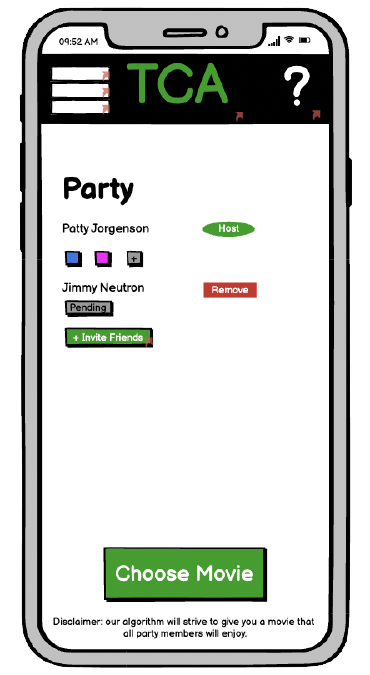 09:52 AM
TCA
?
Party
Patty Jorgenson
Host
+
Jimmy Neutron
Remove
Pending
+ Invite Friends
Choose Movie
Disclaimer: our algorithm will strive to give you a movie that
all party members will enjoy.